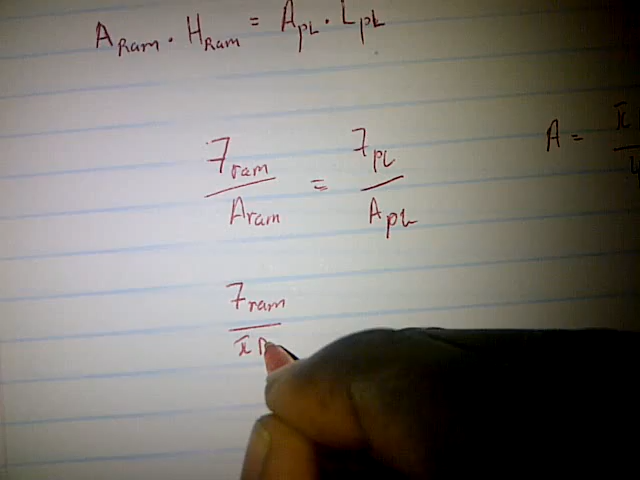 A_Ram · H_Ram = A_pL · L_pL
F_ram / A_ram = F_pL / A_pL
A = π
F_ram / π D